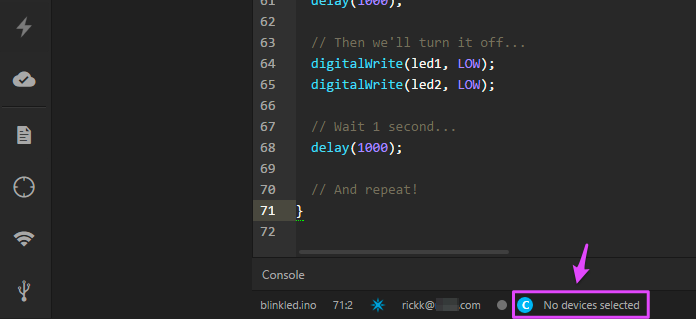 61 delay(1000);
62
63 // Then we'll turn it off...
64 digitalWrite(led1, LOW);
65 digitalWrite(led2, LOW);
66
67 // Wait 1 second...
68 delay(1000);
69
70 // And repeat!
71 }
72
Console
blinkled.ino 71:2 rickk@ .com C No devices selected